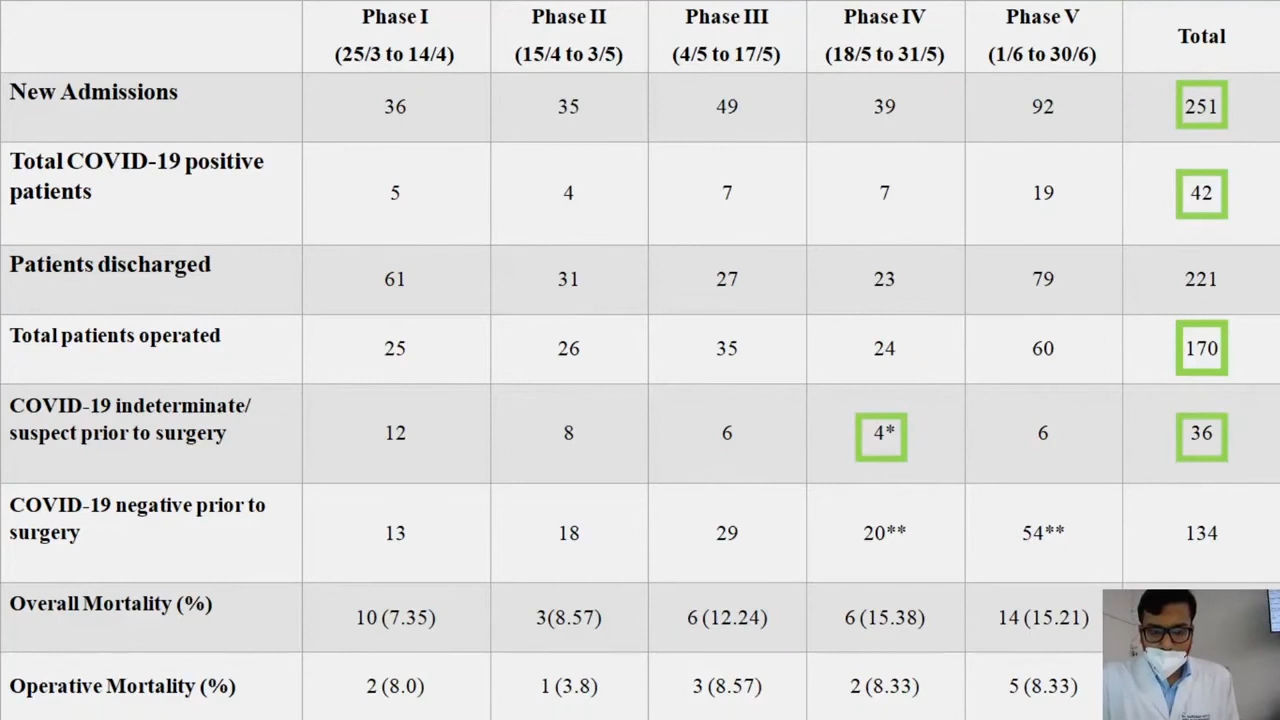 Phase I Phase II Phase III Phase IV Phase V Total
(25/3 to 14/4) (15/4 to 3/5) (4/5 to 17/5) (18/5 to 31/5) (1/6 to 30/6)
New Admissions 36 35 49 39 92 251
Total COVID-19 positive
patients 5 4 7 7 19 42
Patients discharged 61 31 27 23 79 221
Total patients operated 25 26 35 24 60 170
COVID-19 indeterminate/
suspect prior to surgery 12 8 6 4* 6 36
COVID-19 negative prior to
surgery 13 18 29 20** 54** 134
Overall Mortality (%) 10 (7.35) 3(8.57) 6 (12.24) 6 (15.38) 14 (15.21)
Operative Mortality (%) 2 (8.0) 1 (3.8) 3 (8.57) 2 (8.33) 5 (8.33)